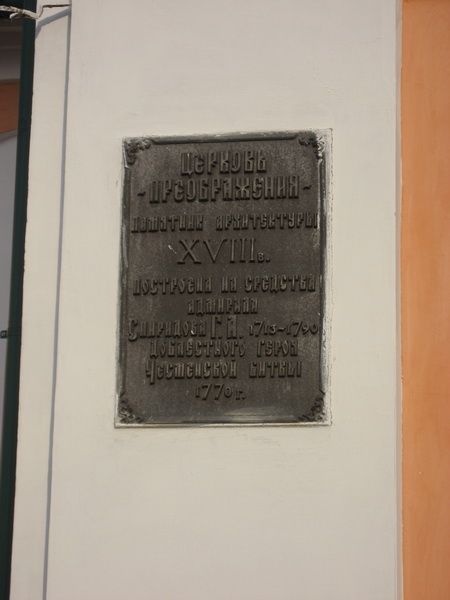 ЦЕРКОВЬ
-ПРЕОБРАЖЕНИЯ-
ПАМЯТНИК АРХИТЕКТУРЫ
XVIII в.
ПОСТРОЕНА НА СРЕДСТВА
АДМИРАЛА
СПИРИДОВА Г.А. 1713-1790
ДОБЛЕСТНОГО ГЕРОЯ
ЧЕСМЕНСКОЙ БИТВЫ
1770 г.